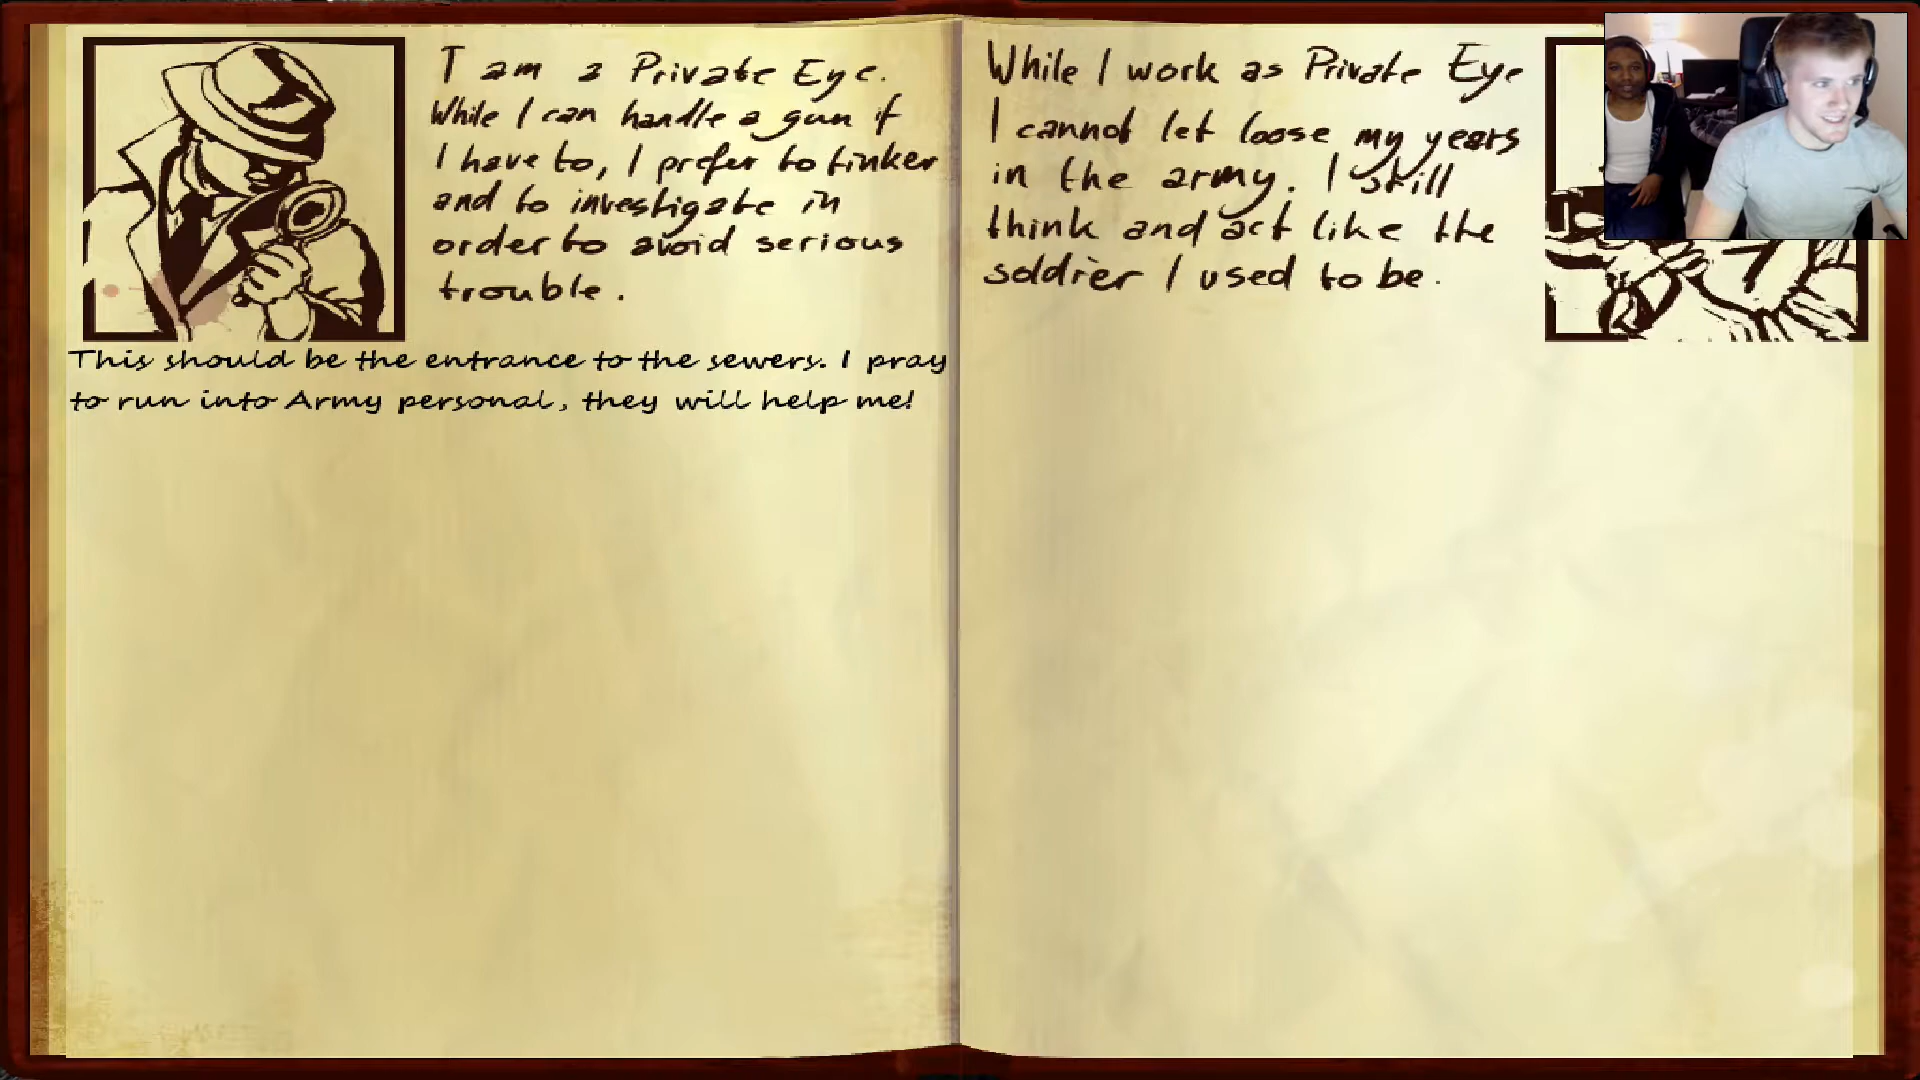 I am a Private Eye.
While I can handle a gun if
I have to, I prefer to tinker
and to investigate in
order to avoid serious
trouble.
This should be the entrance to the sewers. I pray
to run into Army personal, they will help me!
While I work as Private Eye
I cannot let loose my years
in the army. I still
think and act like the
soldier I used to be.